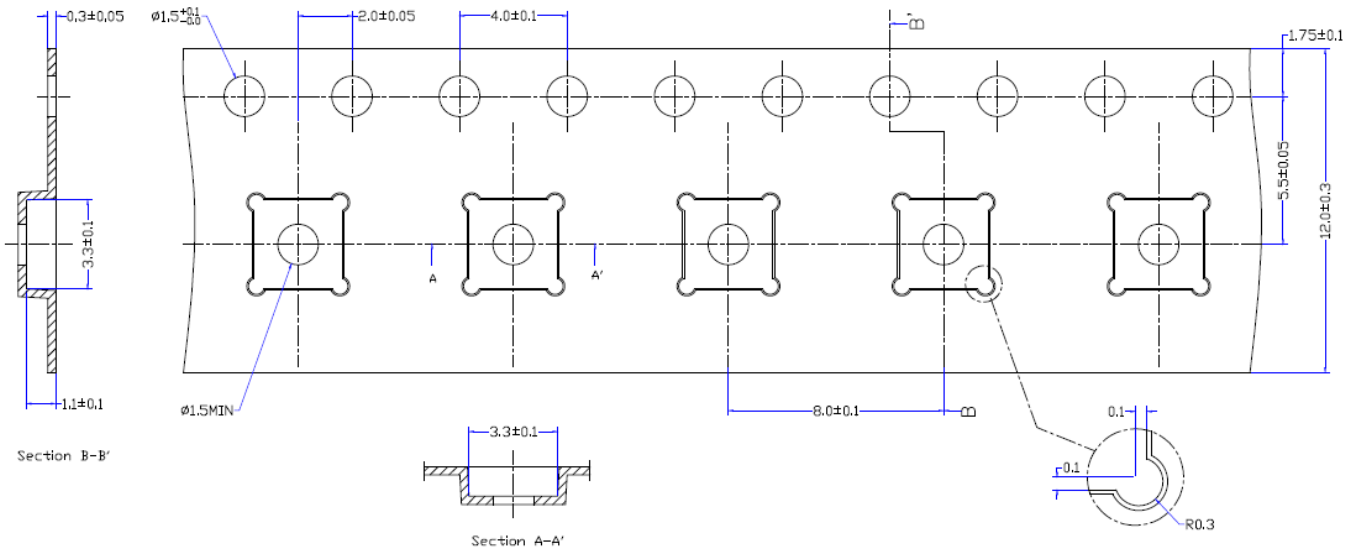 0.3±0.05
Ø1.5+0.1-0.0
2.0±0.05
4.0±0.1
B'
1.75±0.1
5.5±0.05
12.0±0.3
3.3±0.1
A
A'
1.1±0.1
Ø1.5MIN
8.0±0.1
B
0.1
3.3±0.1
0.1
Section B-B'
R0.3
Section A-A'